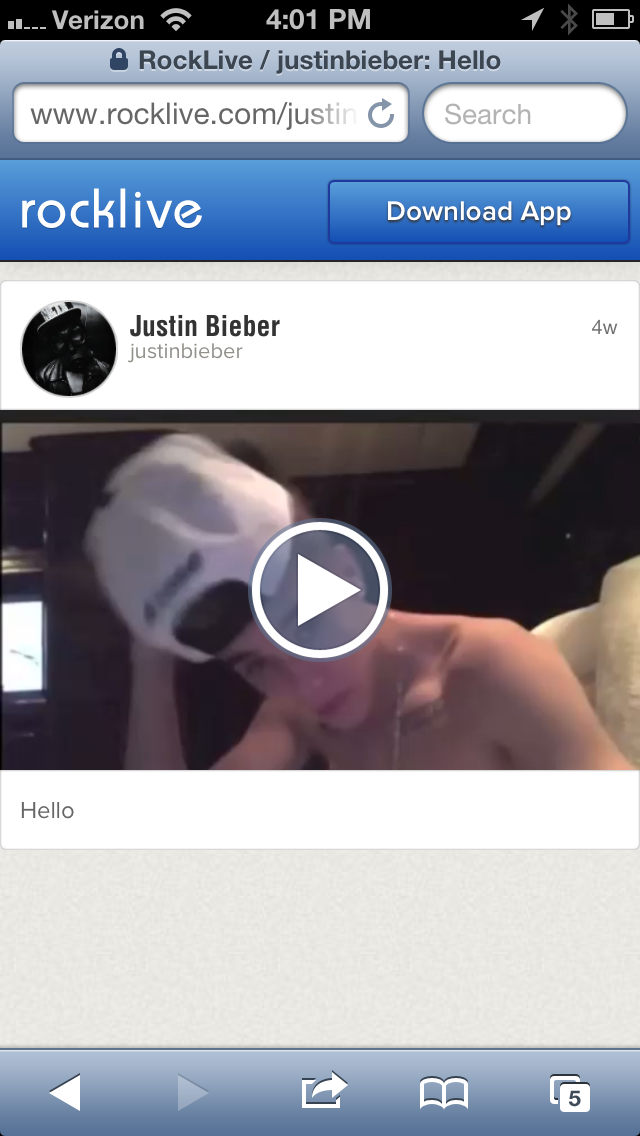 Verizon 4:01 PM
RockLive / justinbieber: Hello
www.rocklive.com/justin Search
rocklive Download App
Justin Bieber 4w
justinbieber
Hello
5